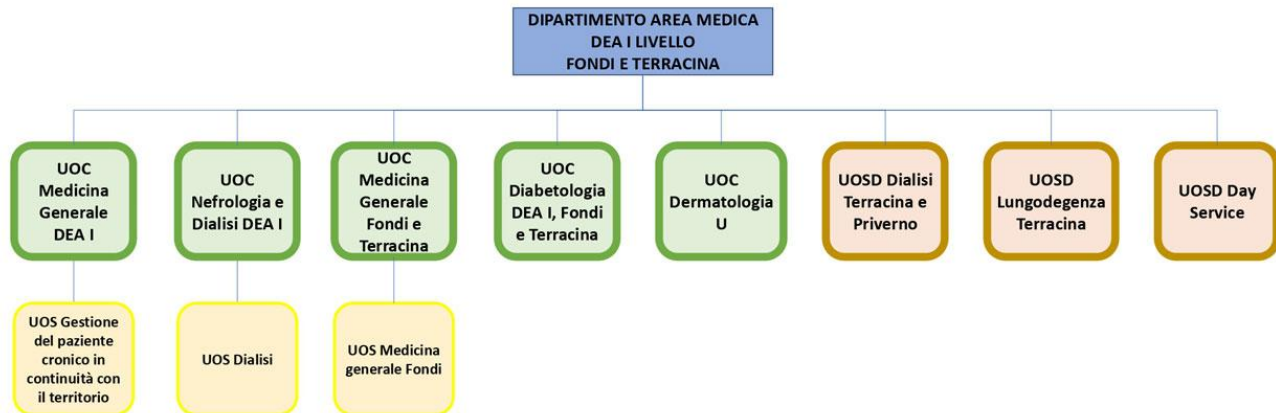 DIPARTIMENTO AREA MEDICA
DEA I LIVELLO
FONDI E TERRACINA
UOC
Medicina
Generale
DEA I
UOC
Nefrologia e
Dialisi DEA I
UOC
Medicina
Generale
Fondi e
Terracina
UOC
Diabetologia
DEA I, Fondi
e Terracina
UOC
Dermatologia
U
UOSD Dialisi
Terracina e
Priverno
UOSD
Lungodegenza
Terracina
UOSD Day
Service
UOS Gestione
del paziente
cronico in
continuità con
il territorio
UOS Dialisi
UOS Medicina
generale Fondi